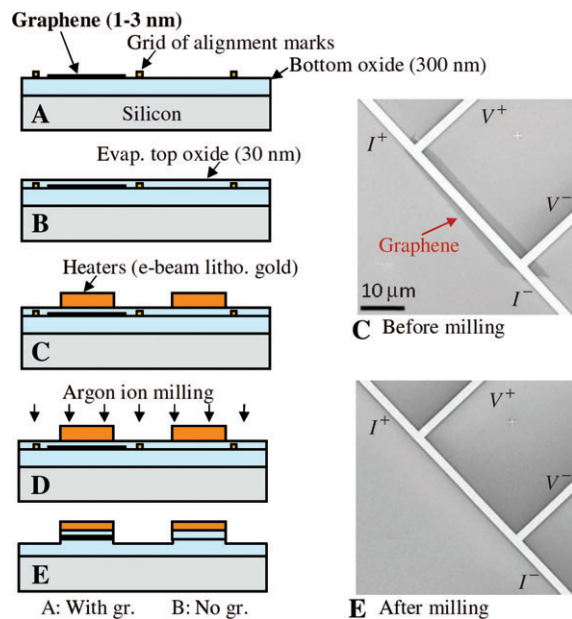 Graphene (1-3 nm)
Grid of alignment marks
Bottom oxide (300 nm)
A
Silicon
Evap. top oxide (30 nm)
B
Heaters (e-beam litho. gold)
C
Argon ion milling
D
E
A: With gr.
B: No gr.
I+
V+
V−
Graphene
I−
10 μm
C Before milling
I+
V+
V−
I−
E After milling